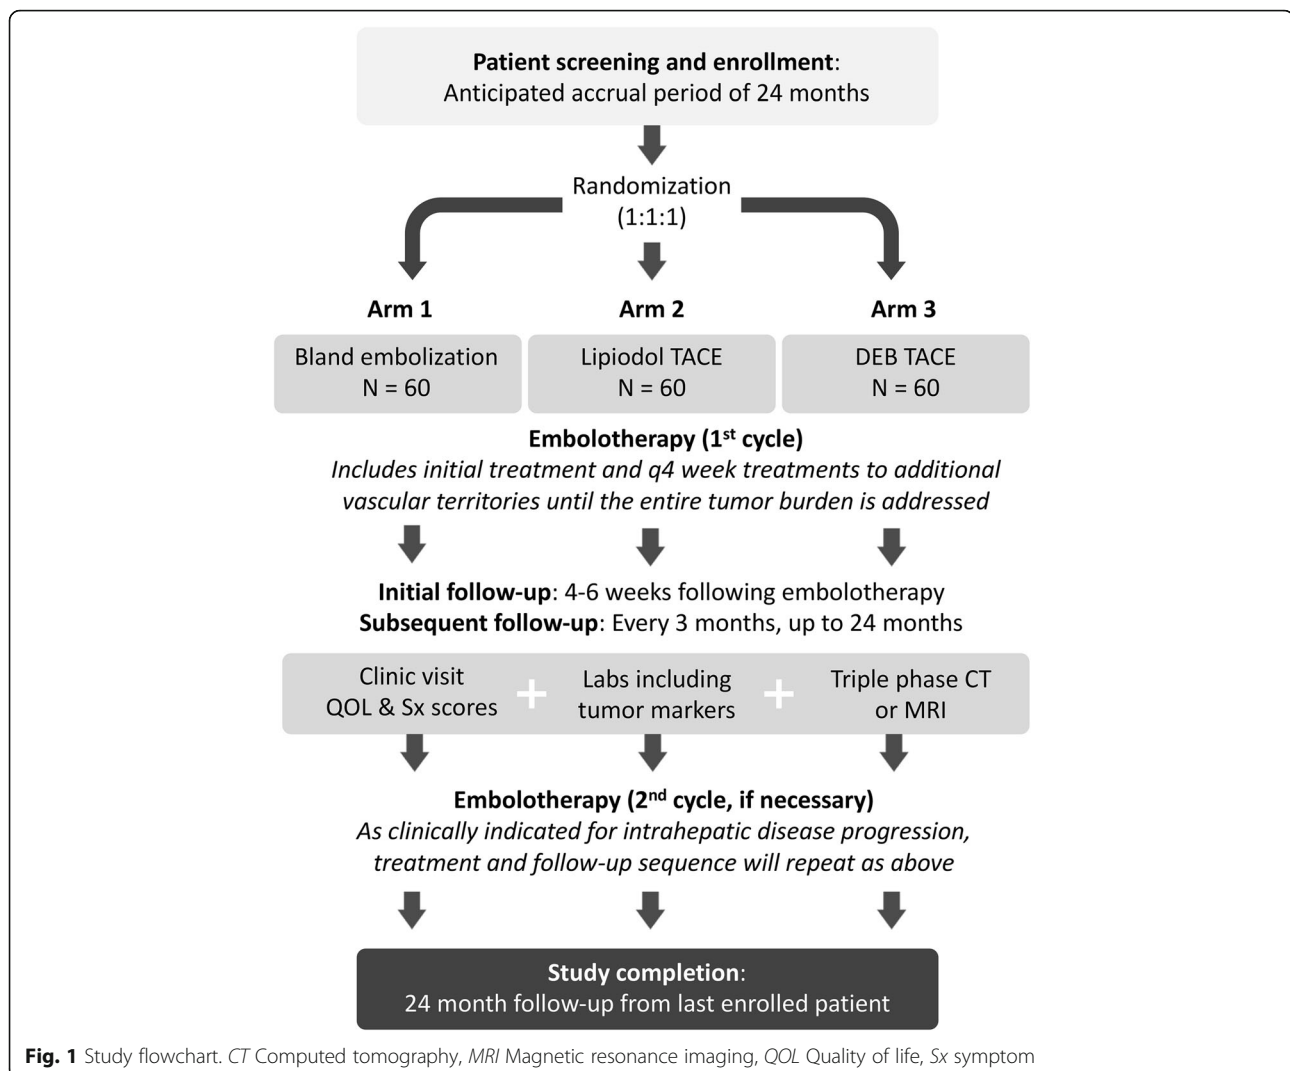 Patient screening and enrollment:
Anticipated accrual period of 24 months
Randomization
(1:1:1)
Arm 1
Arm 2
Arm 3
Bland embolization
N = 60
Lipiodol TACE
N = 60
DEB TACE
N = 60
Embolotherapy (1st cycle)
Includes initial treatment and q4 week treatments to additional
vascular territories until the entire tumor burden is addressed
Initial follow-up: 4-6 weeks following embolotherapy
Subsequent follow-up: Every 3 months, up to 24 months
Clinic visit
QOL & Sx scores
+
Labs including
tumor markers
+
Triple phase CT
or MRI
Embolotherapy (2nd cycle, if necessary)
As clinically indicated for intrahepatic disease progression,
treatment and follow-up sequence will repeat as above
Study completion:
24 month follow-up from last enrolled patient
Fig. 1 Study flowchart. CT Computed tomography, MRI Magnetic resonance imaging, QOL Quality of life, Sx symptom